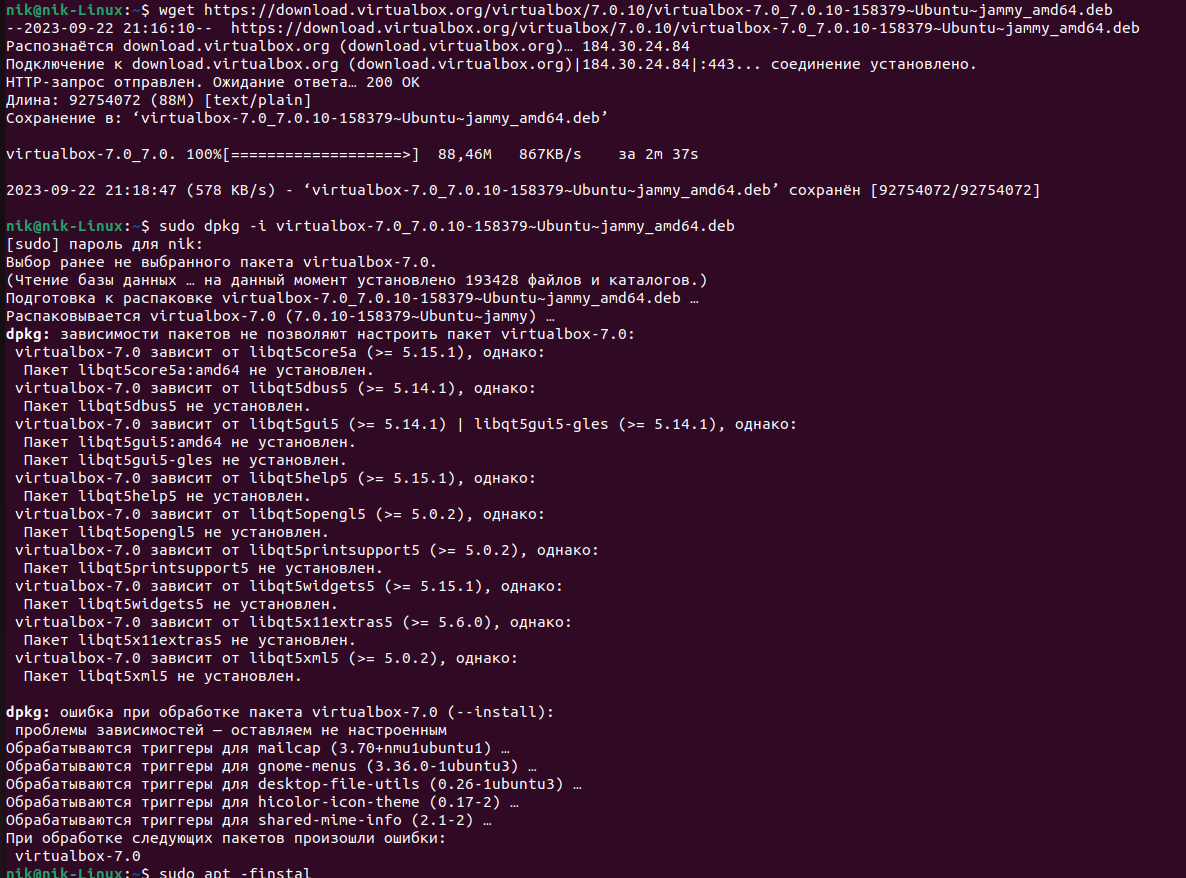 nik@nik-Linux:~$ wget https://download.virtualbox.org/virtualbox/7.0.10/virtualbox-7.0_7.0.10-158379~Ubuntu~jammy_amd64.deb
--2023-09-22 21:16:10--  https://download.virtualbox.org/virtualbox/7.0.10/virtualbox-7.0_7.0.10-158379~Ubuntu~jammy_amd64.deb
Распознаётся download.virtualbox.org (download.virtualbox.org)… 184.30.24.84
Подключение к download.virtualbox.org (download.virtualbox.org)|184.30.24.84|:443... соединение установлено.
HTTP-запрос отправлен. Ожидание ответа… 200 OK
Длина: 92754072 (88M) [text/plain]
Сохранение в: ‘virtualbox-7.0_7.0.10-158379~Ubuntu~jammy_amd64.deb’
virtualbox-7.0_7.0. 100%[===================>]  88,46M   867KB/s    за 2m 37s
2023-09-22 21:18:47 (578 KB/s) - ‘virtualbox-7.0_7.0.10-158379~Ubuntu~jammy_amd64.deb’ сохранён [92754072/92754072]
nik@nik-Linux:~$ sudo dpkg -i virtualbox-7.0_7.0.10-158379~Ubuntu~jammy_amd64.deb
[sudo] пароль для nik:
Выбор ранее не выбранного пакета virtualbox-7.0.
(Чтение базы данных … на данный момент установлено 193428 файлов и каталогов.)
Подготовка к распаковке virtualbox-7.0_7.0.10-158379~Ubuntu~jammy_amd64.deb …
Распаковывается virtualbox-7.0 (7.0.10-158379~Ubuntu~jammy) …
dpkg: зависимости пакетов не позволяют настроить пакет virtualbox-7.0:
 virtualbox-7.0 зависит от libqt5core5a (>= 5.15.1), однако:
  Пакет libqt5core5a:amd64 не установлен.
 virtualbox-7.0 зависит от libqt5dbus5 (>= 5.14.1), однако:
  Пакет libqt5dbus5 не установлен.
 virtualbox-7.0 зависит от libqt5gui5 (>= 5.14.1) | libqt5gui5-gles (>= 5.14.1), однако:
  Пакет libqt5gui5:amd64 не установлен.
  Пакет libqt5gui5-gles не установлен.
 virtualbox-7.0 зависит от libqt5help5 (>= 5.15.1), однако:
  Пакет libqt5help5 не установлен.
 virtualbox-7.0 зависит от libqt5opengl5 (>= 5.0.2), однако:
  Пакет libqt5opengl5 не установлен.
 virtualbox-7.0 зависит от libqt5printsupport5 (>= 5.0.2), однако:
  Пакет libqt5printsupport5 не установлен.
 virtualbox-7.0 зависит от libqt5widgets5 (>= 5.15.1), однако:
  Пакет libqt5widgets5 не установлен.
 virtualbox-7.0 зависит от libqt5x11extras5 (>= 5.6.0), однако:
  Пакет libqt5x11extras5 не установлен.
 virtualbox-7.0 зависит от libqt5xml5 (>= 5.0.2), однако:
  Пакет libqt5xml5 не установлен.
dpkg: ошибка при обработке пакета virtualbox-7.0 (--install):
 проблемы зависимостей — оставляем не настроенным
Обрабатываются триггеры для mailcap (3.70+nmu1ubuntu1) …
Обрабатываются триггеры для gnome-menus (3.36.0-1ubuntu3) …
Обрабатываются триггеры для desktop-file-utils (0.26-1ubuntu3) …
Обрабатываются триггеры для hicolor-icon-theme (0.17-2) …
Обрабатываются триггеры для shared-mime-info (2.1-2) …
При обработке следующих пакетов произошли ошибки:
 virtualbox-7.0
nik@nik-Linux:~$ sudo apt -finstal